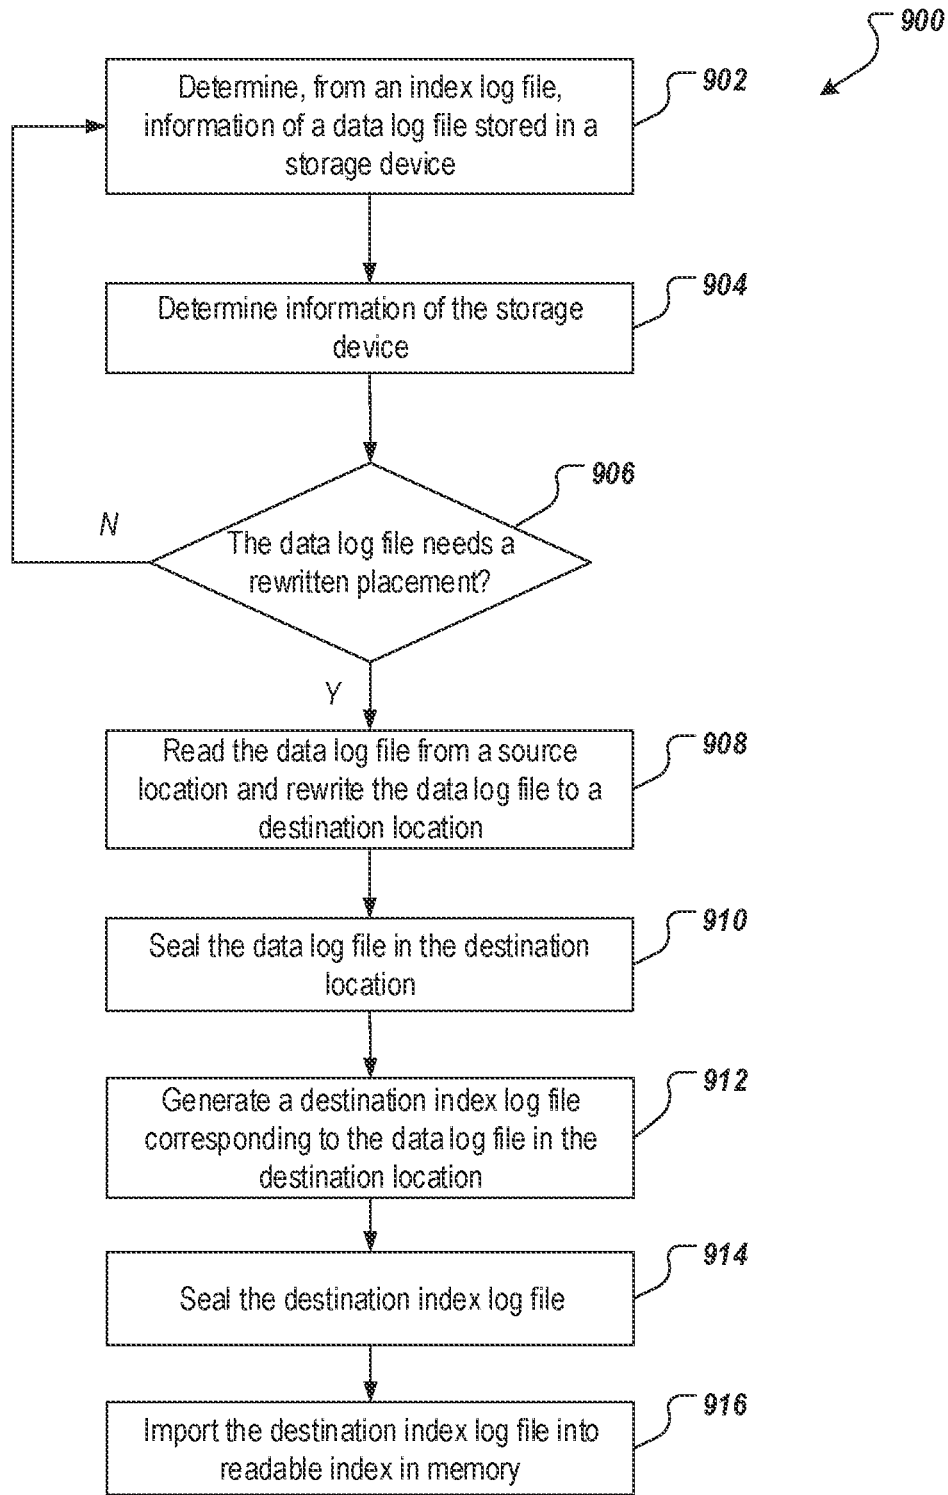 900
Determine, from an index log file,
information of a data log file stored in a
storage device
902
Determine information of the storage
device
904
The data log file needs a
rewritten placement?
906
N
Y
Read the data log file from a source
location and rewrite the data log file to a
destination location
908
Seal the data log file in the destination
location
910
Generate a destination index log file
corresponding to the data log file in the
destination location
912
Seal the destination index log file
914
Import the destination index log file into
readable index in memory
916